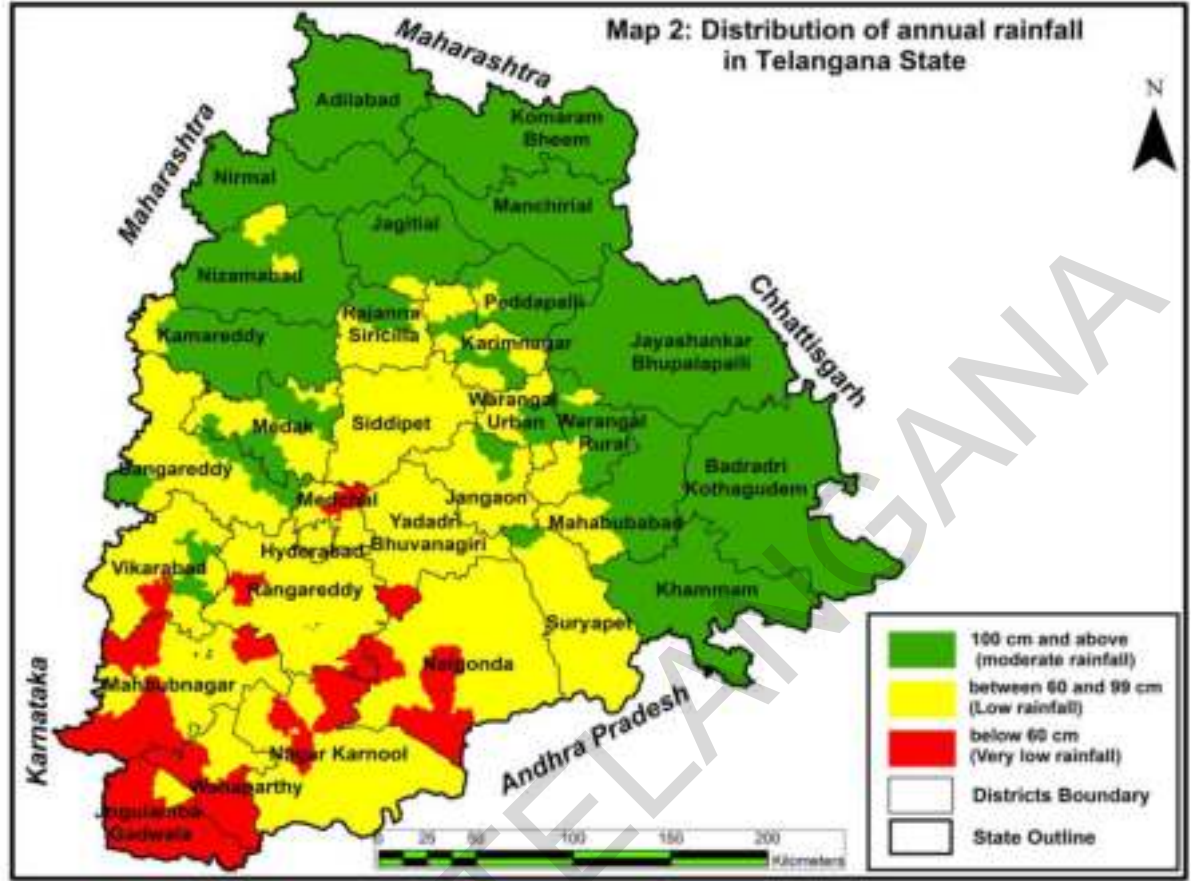 Map 2: Distribution of annual rainfall
in Telangana State
Maharashtra
Maharashtra
N
Adilabad
Komaram
Bheem
Nirmal
Manchirial
Jagitial
Nizamabad
Chhattisgarh
Peddapalli
Rajanna
Siricilla
Kamareddy
Karimnagar
Jayashankar
Bhupalapalli
Warangal
Urban
Warangal
Rural
Siddipet
Medak
Sangareddy
Badradri
Kothagudem
Medchal
Jangaon
Yadadri
Bhuvanagiri
Mahabubabad
Hyderabad
Vikarabad
Rangareddy
Khammam
Suryapet
Nalgonda
Mahbubnagar
Karnataka
Andhra Pradesh
Nagar Karnool
Wanaparthy
Jogulamba
Gadwala
100 cm and above
(moderate rainfall)
between 60 and 99 cm
(Low rainfall)
below 60 cm
(Very low rainfall)
Districts Boundary
State Outline
0 25 50 100 150 200
Kilometers
TELANGANA